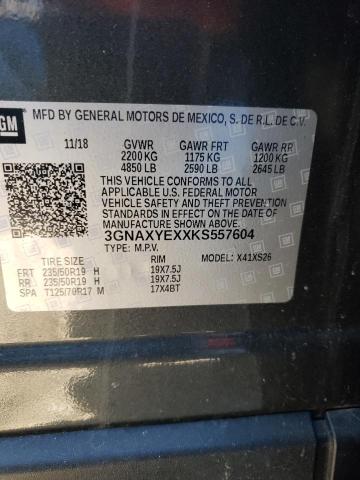 GM
MFD BY GENERAL MOTORS DE MEXICO, S. DE R.L. DE C.V.
11/18 GVWR GAWR FRT GAWR RR
2200 KG 1175 KG 1200 KG
4850 LB 2590 LB 2645 LB
THIS VEHICLE CONFORMS TO ALL
APPLICABLE U.S. FEDERAL MOTOR
VEHICLE SAFETY, BUMPER, AND THEFT
PREVENTION STANDARDS IN EFFECT ON
THE DATE OF MANUFACTURE SHOWN ABOVE.
3GNAXYEXXKS557604
TYPE: M.P.V. MODEL: X41XS26
TIRE SIZE RIM
FRT 235/50R19 H 19X7.5J
RR 235/50R19 H 19X7.5J
SPA T125/70R17 M 17X4BT